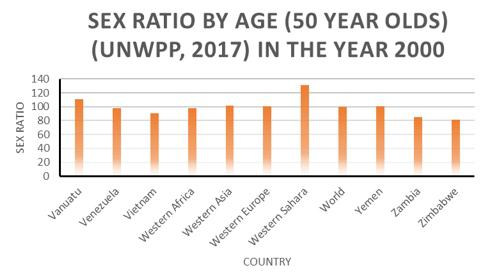 SEX RATIO BY AGE (50 YEAR OLDS)
(UNWPP, 2017) IN THE YEAR 2000
140
120
100
80
60
40
20
0
SEX RATIO
Vanuatu
Venezuela
Vietnam
Western Africa
Western Asia
Western Europe
Western Sahara
World
Yemen
Zambia
Zimbabwe
COUNTRY